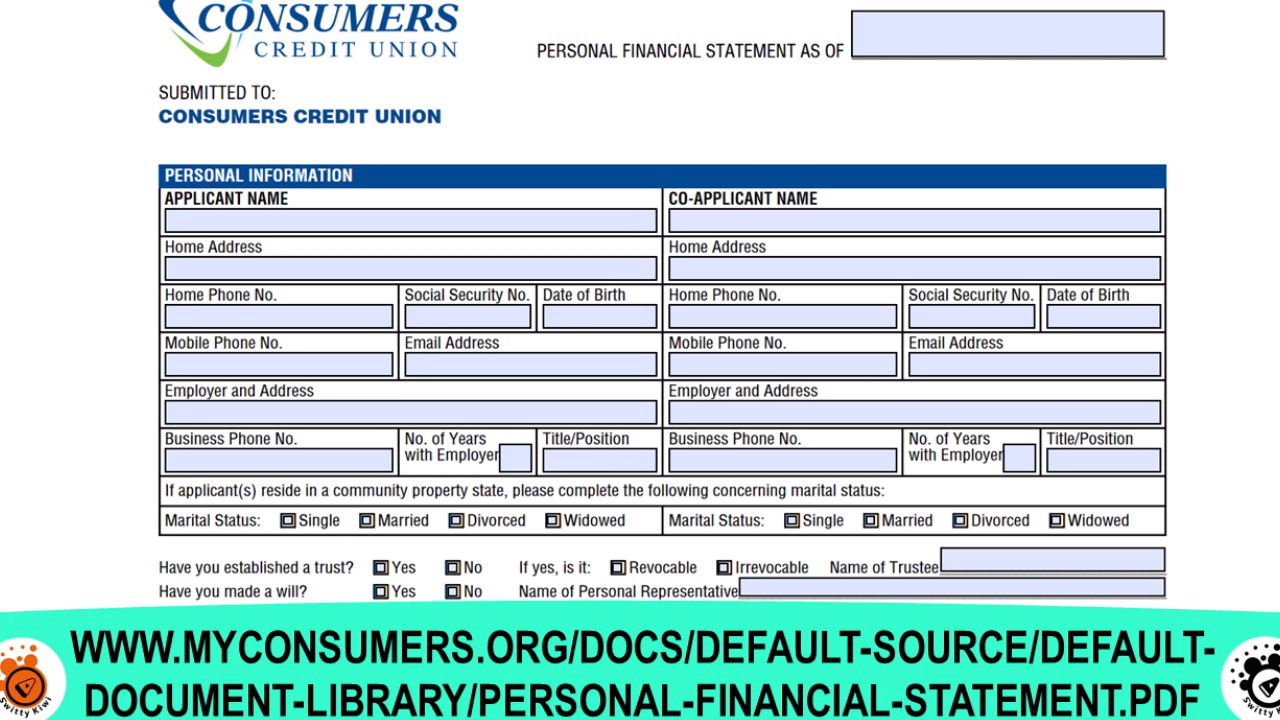 CONSUMERS
CREDIT UNION
PERSONAL FINANCIAL STATEMENT AS OF
SUBMITTED TO:
CONSUMERS CREDIT UNION
PERSONAL INFORMATION
APPLICANT NAME CO-APPLICANT NAME
Home Address Home Address
Home Phone No. Social Security No. Date of Birth Home Phone No. Social Security No. Date of Birth
Mobile Phone No. Email Address Mobile Phone No. Email Address
Employer and Address Employer and Address
Business Phone No. No. of Years with Employer Title/Position Business Phone No. No. of Years with Employer Title/Position
If applicant(s) reside in a community property state, please complete the following concerning marital status:
Marital Status: Single Married Divorced Widowed Marital Status: Single Married Divorced Widowed
Have you established a trust? Yes No If yes, is it: Revocable Irrevocable Name of Trustee
Have you made a will? Yes No Name of Personal Representative
WWW.MYCONSUMERS.ORG/DOCS/DEFAULT-SOURCE/DEFAULT-
DOCUMENT-LIBRARY/PERSONAL-FINANCIAL-STATEMENT.PDF
Switty Kiwi
Switty Kiwi